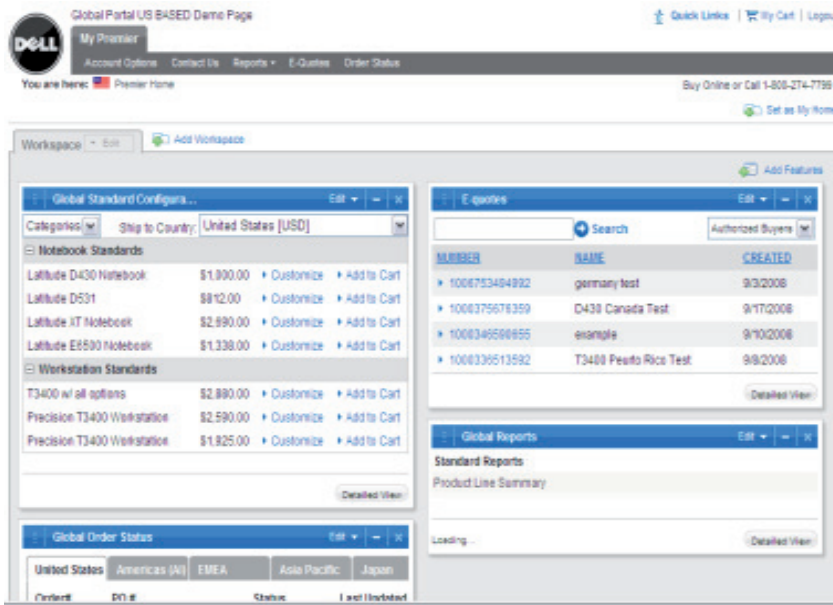 Global Portal US BASED Demo Page
Quick Links | My Cart |
DELL
My Premier
Account Options Contact Us Reports E-Quotes Order Status
You are here: Premier Home
Buy Online or Call 1-800-274-7799
Set as My Home
Workspace Edit Add Workspace
Add Features
Global Standard Configura... Edit
Categories Ship to Country: United States [USD]
Notebook Standards
Latitude D430 Notebook $1,000.00 Customize Add to Cart
Latitude D531 $812.00 Customize Add to Cart
Latitude XT Notebook $2,690.00 Customize Add to Cart
Latitude E6500 Notebook $1,338.00 Customize Add to Cart
Workstation Standards
T3400 w/ all options $2,880.00 Customize Add to Cart
Precision T3400 Workstation $2,590.00 Customize Add to Cart
Precision T3400 Workstation $1,925.00 Customize Add to Cart
Detailed View
E-quotes Edit
Search Authorized Buyers
NUMBER NAME CREATED
germany test 9/3/2008
D430 Canada Test 9/17/2008
example 9/10/2008
1000336513592 T3400 Peurto Rico Test 9/8/2008
Detailed View
Global Reports Edit
Standard Reports
Product Line Summary
Loading...
Detailed View
Global Order Status Edit
United States Americas (All) EMEA Asia Pacific Japan
Order# PO # Status Last Updated